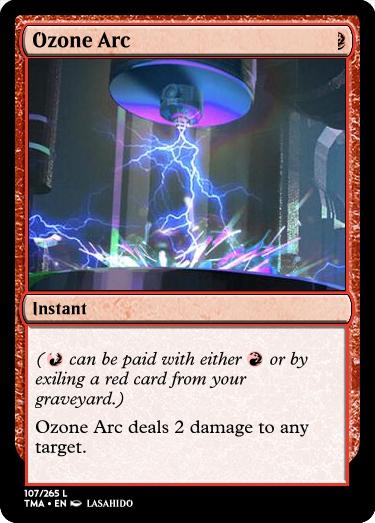 Ozone Arc
Instant
( can be paid with either or by
exiling a red card from your
graveyard.)
Ozone Arc deals 2 damage to any
target.
107/265 L
TMA • EN LASAHIDO